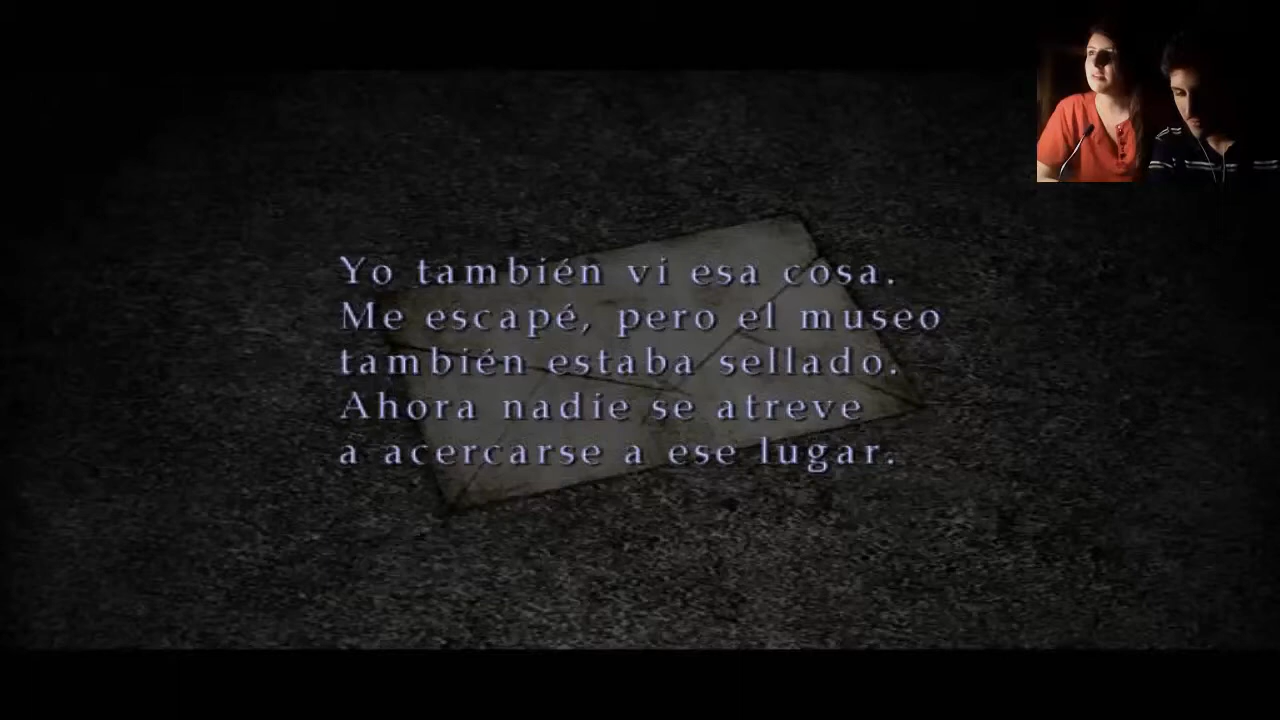 Yo también vi esa cosa.
Me escapé, pero el museo
también estaba sellado.
Ahora nadie se atreve
a acercarse a ese lugar.